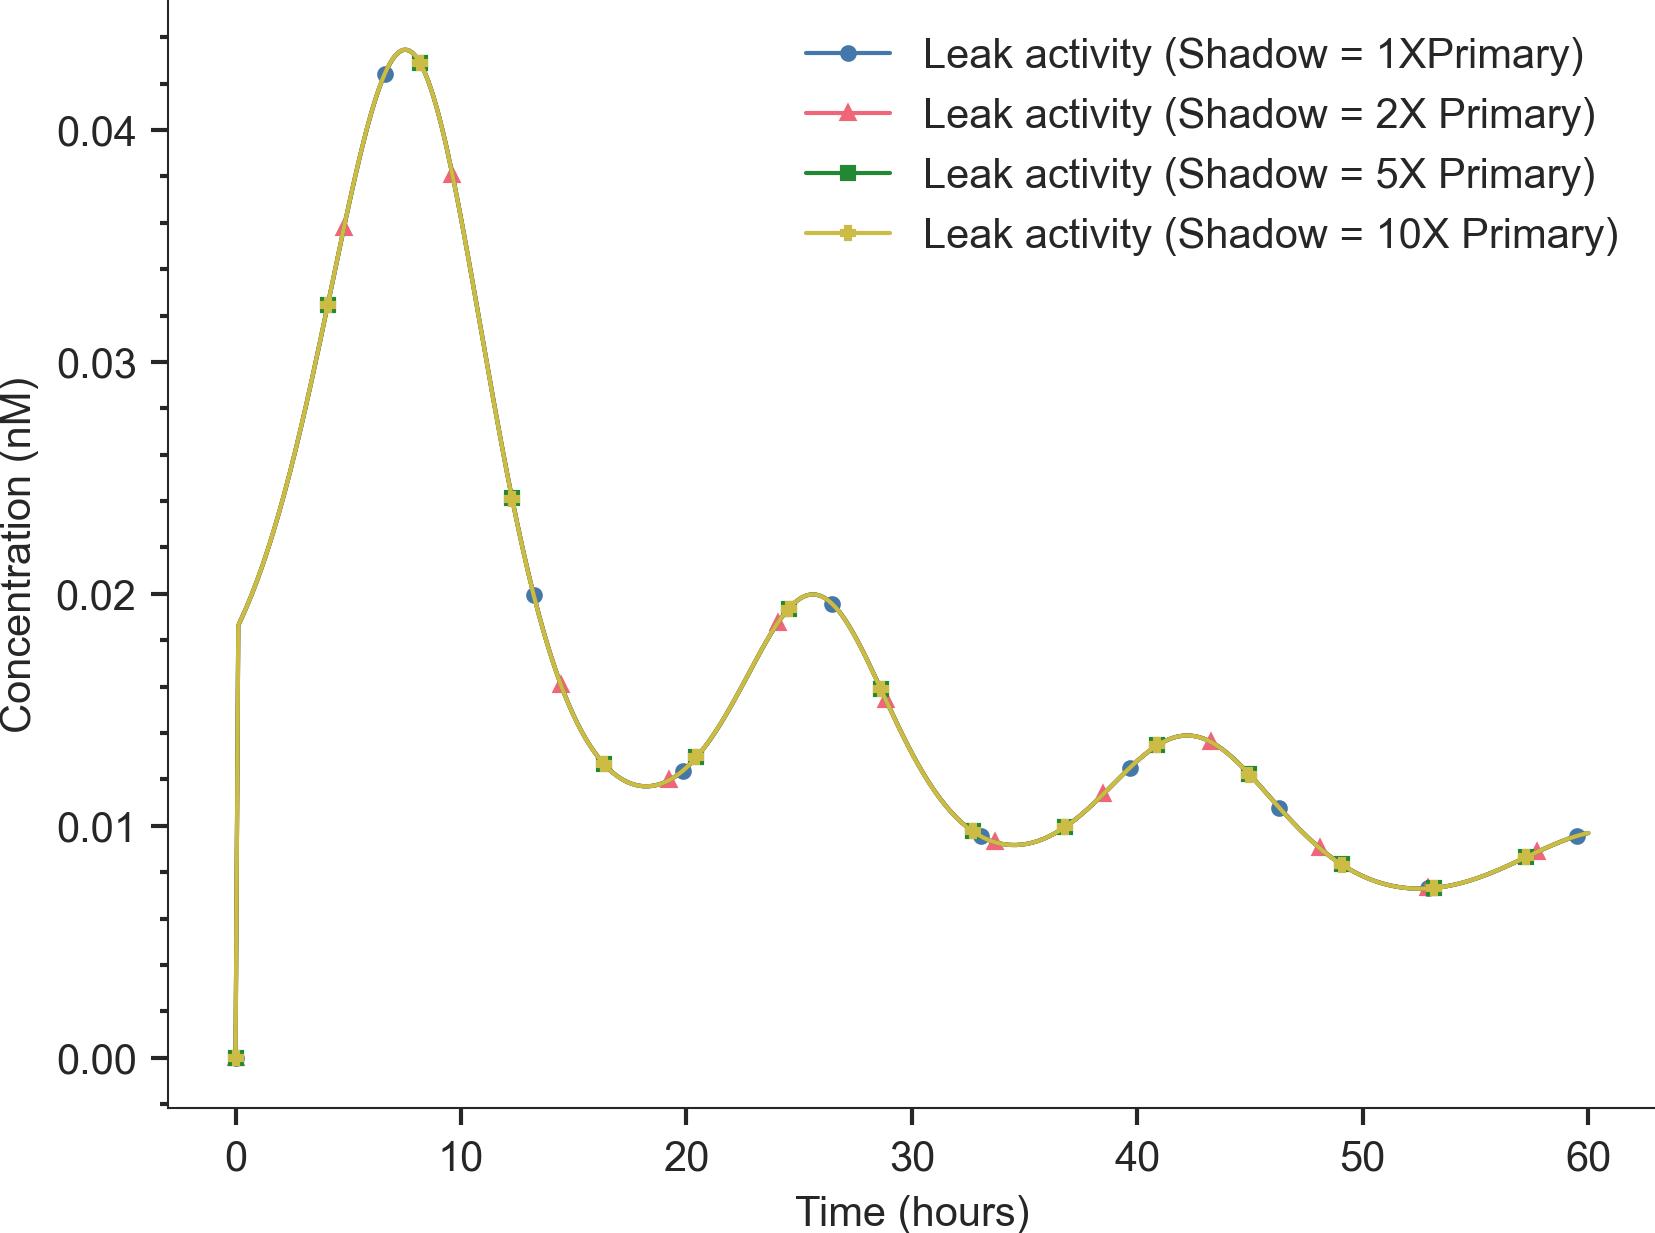 Leak activity (Shadow = 1XPrimary)
Leak activity (Shadow = 2X Primary)
Leak activity (Shadow = 5X Primary)
Leak activity (Shadow = 10X Primary)
Concentration (nM)
0.04
0.03
0.02
0.01
0.00
0 10 20 30 40 50 60
Time (hours)